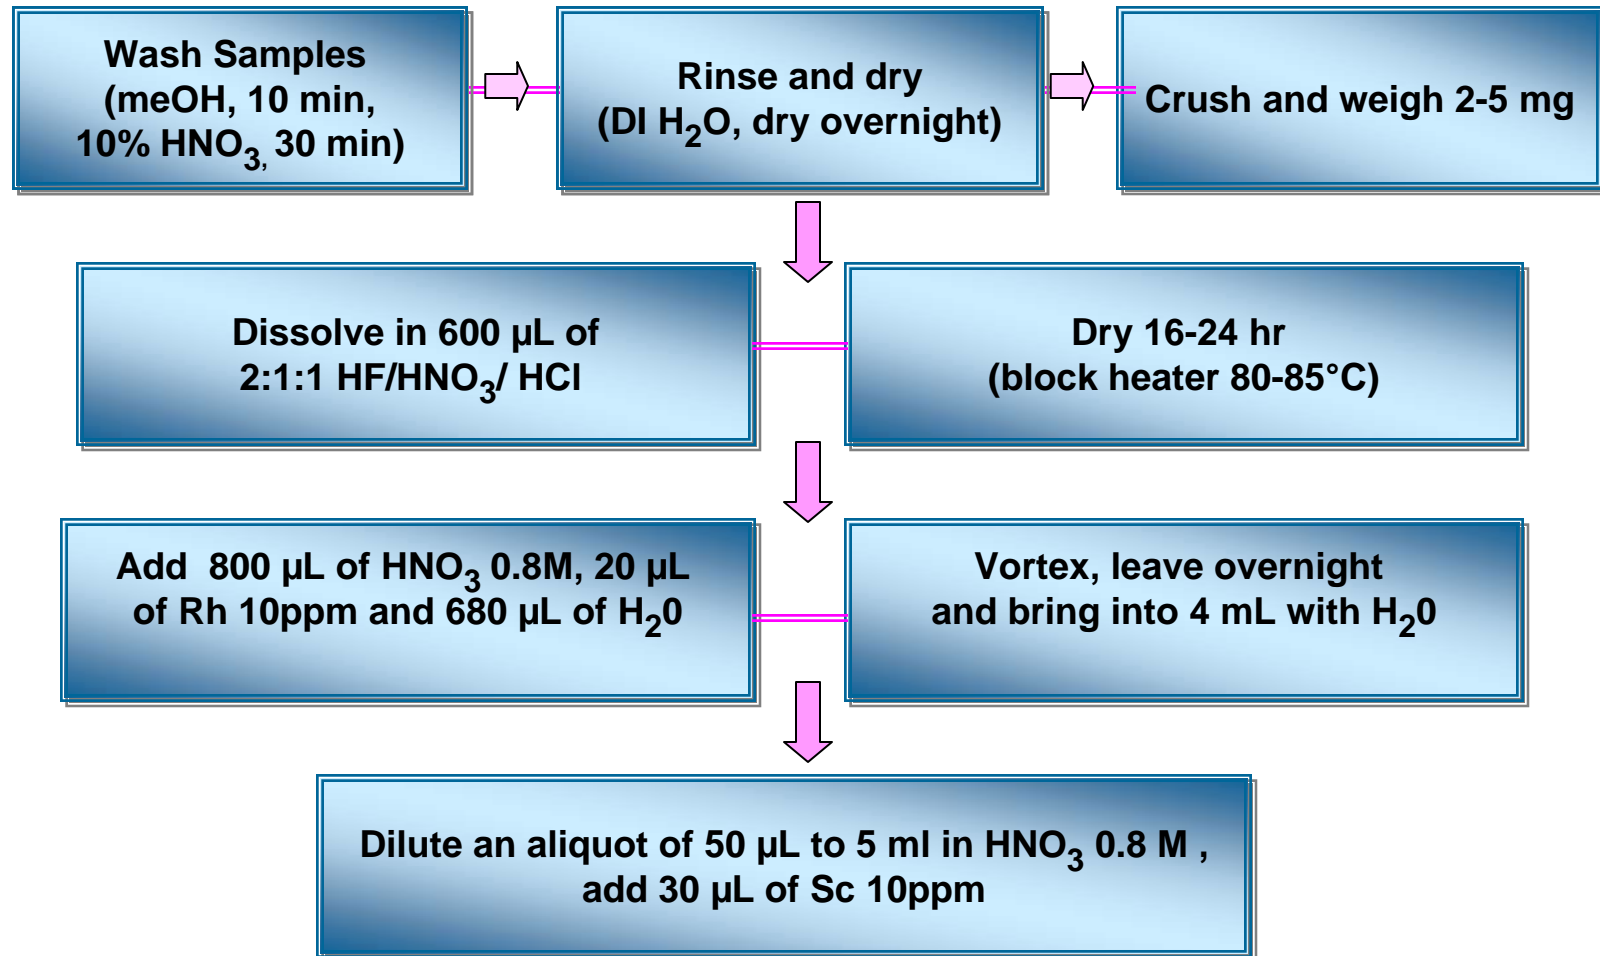 Wash Samples
(meOH, 10 min,
10% HNO3, 30 min)
Rinse and dry
(DI H2O, dry overnight)
Crush and weigh 2-5 mg
Dissolve in 600 µL of
2:1:1 HF/HNO3/ HCl
Dry 16-24 hr
(block heater 80-85°C)
Add  800 µL of HNO3 0.8M, 20 µL
of Rh 10ppm and 680 µL of H20
Vortex, leave overnight
and bring into 4 mL with H20
Dilute an aliquot of 50 µL to 5 ml in HNO3 0.8 M ,
add 30 µL of Sc 10ppm